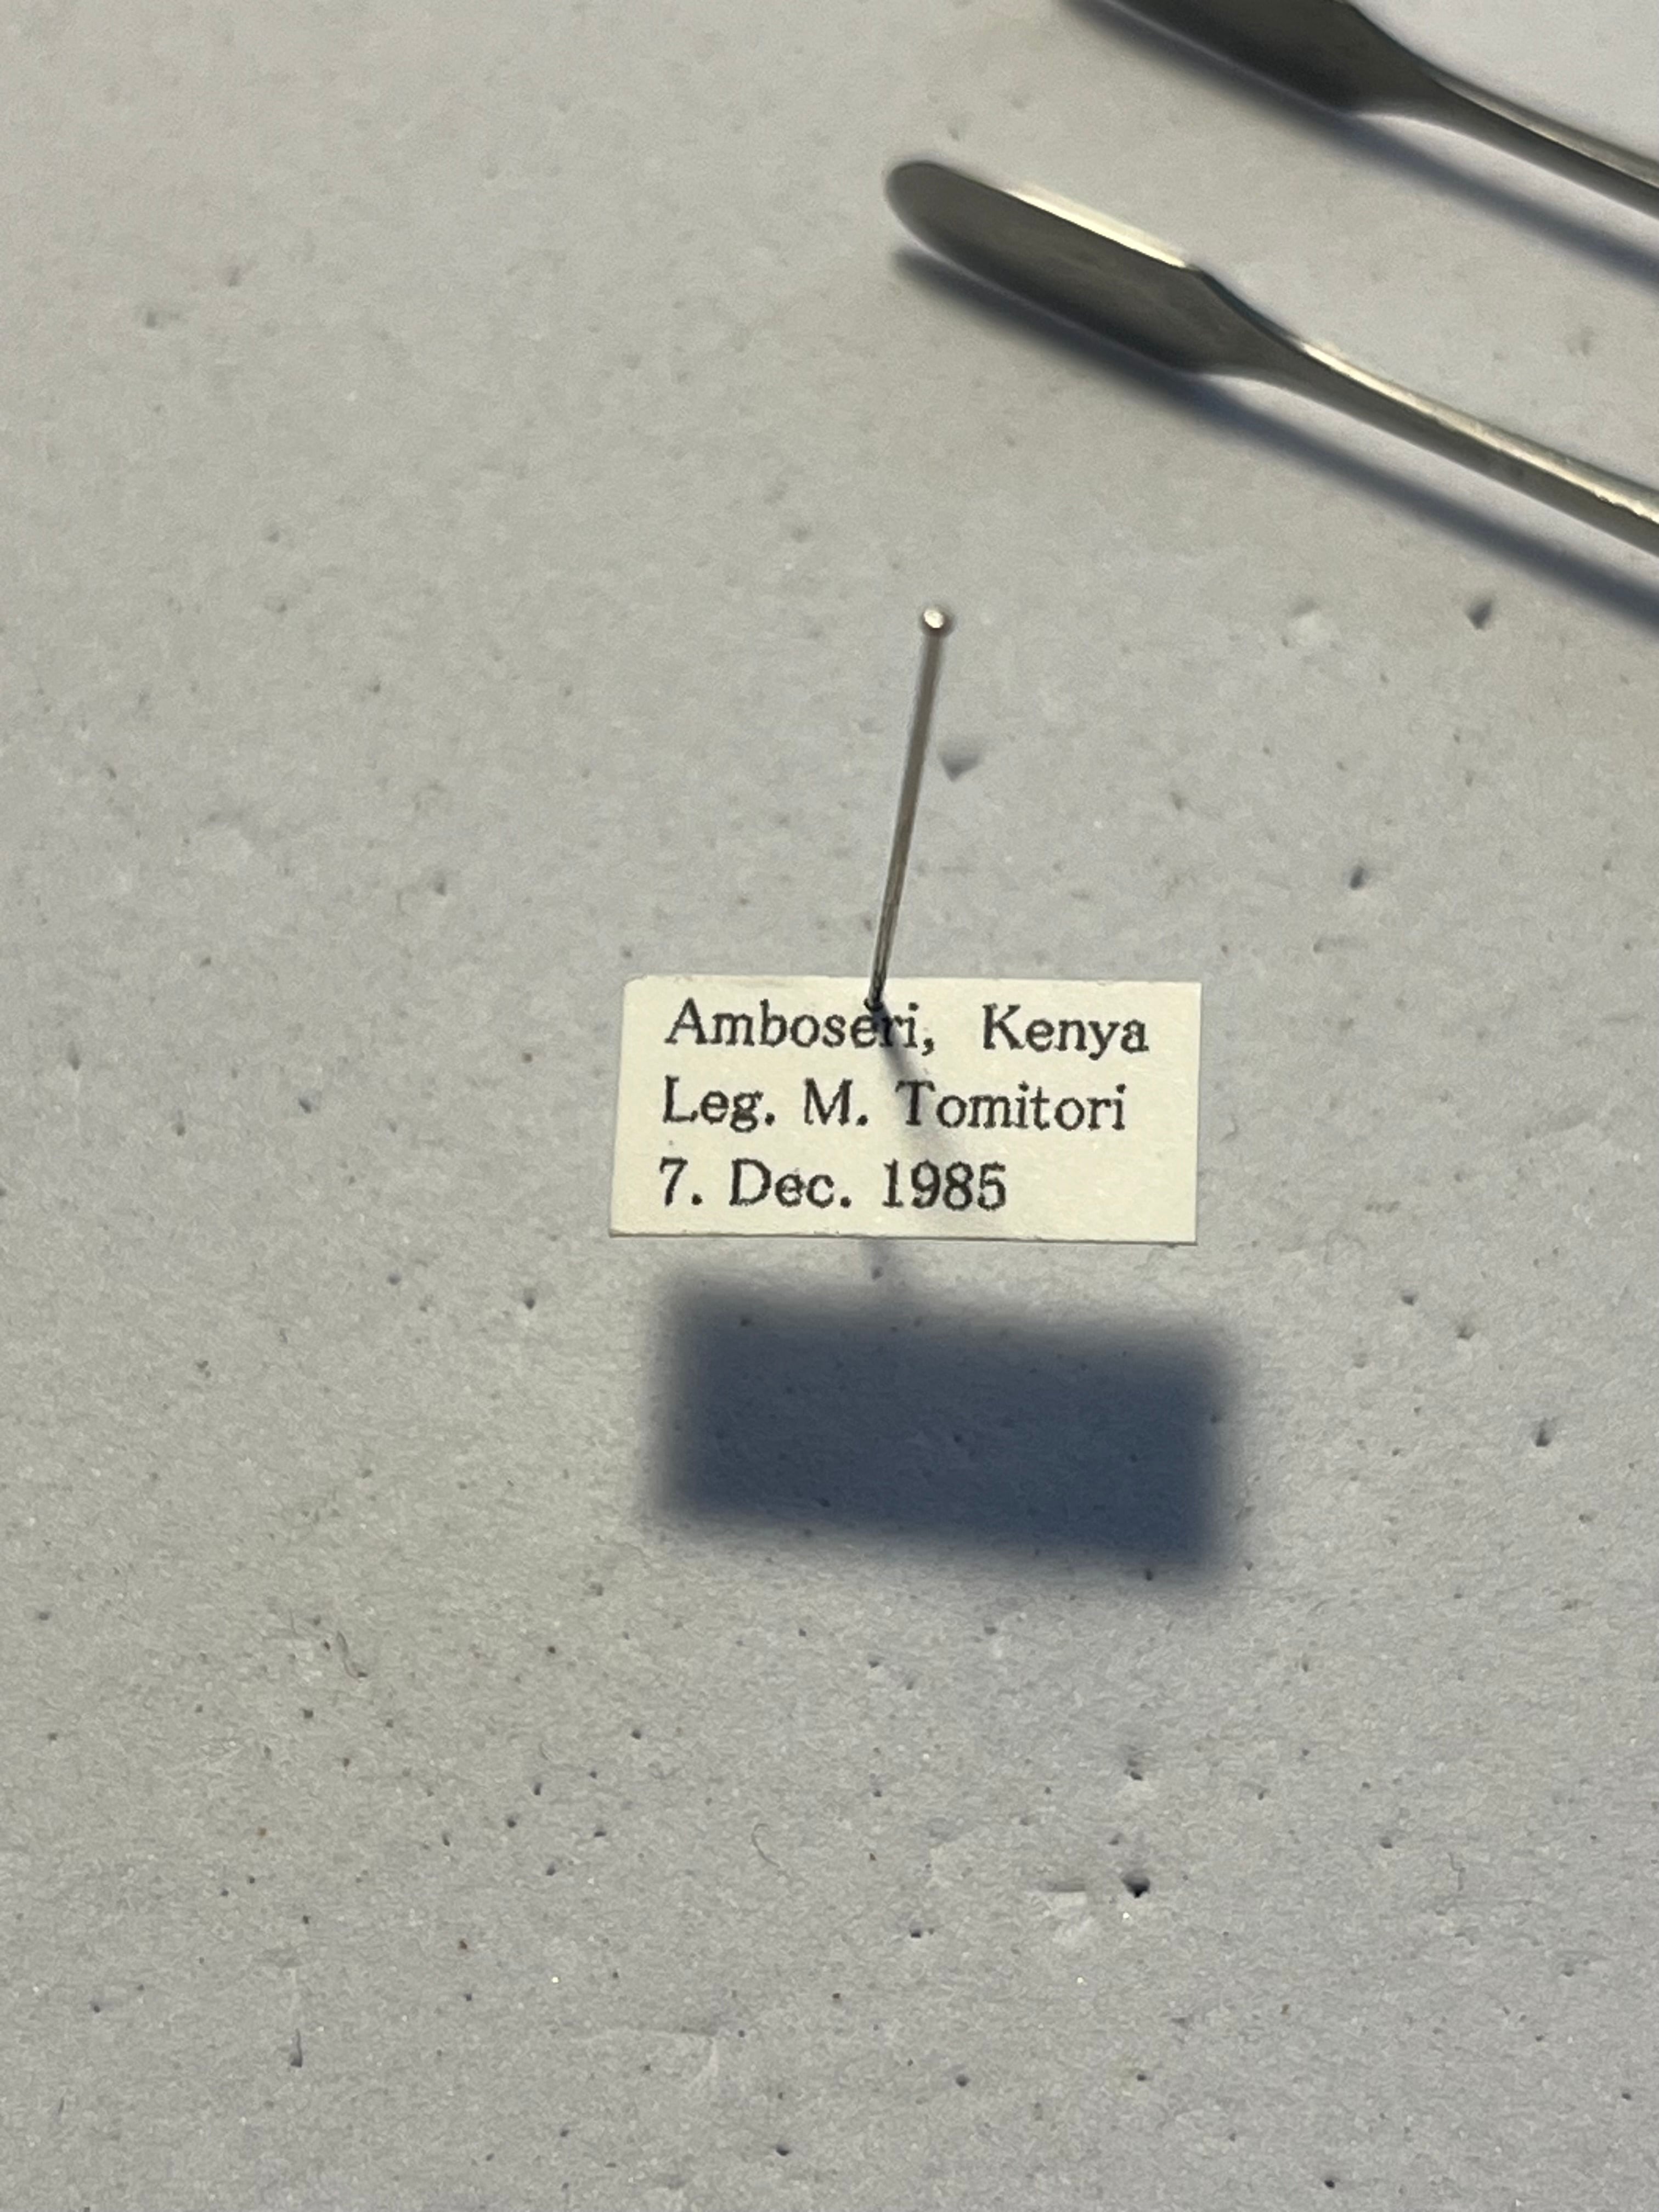 Amboseri, Kenya
Leg. M. Tomitori
7. Dec. 1985